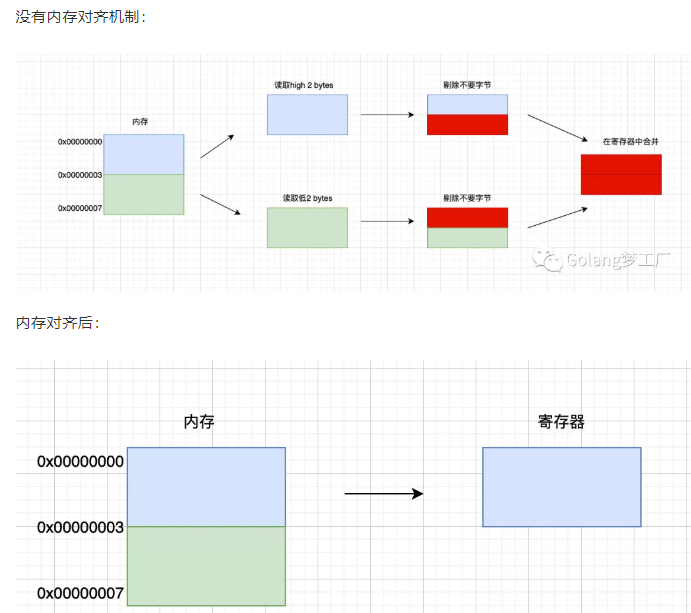 没有内存对齐机制：
读取high 2 bytes
剔除不要字节
内存
0x00000000
在寄存器中合并
0x00000003
读取低2 bytes
剔除不要字节
0x00000007
Golang梦工厂
内存对齐后：
内存
寄存器
0x00000000
0x00000003
0x00000007